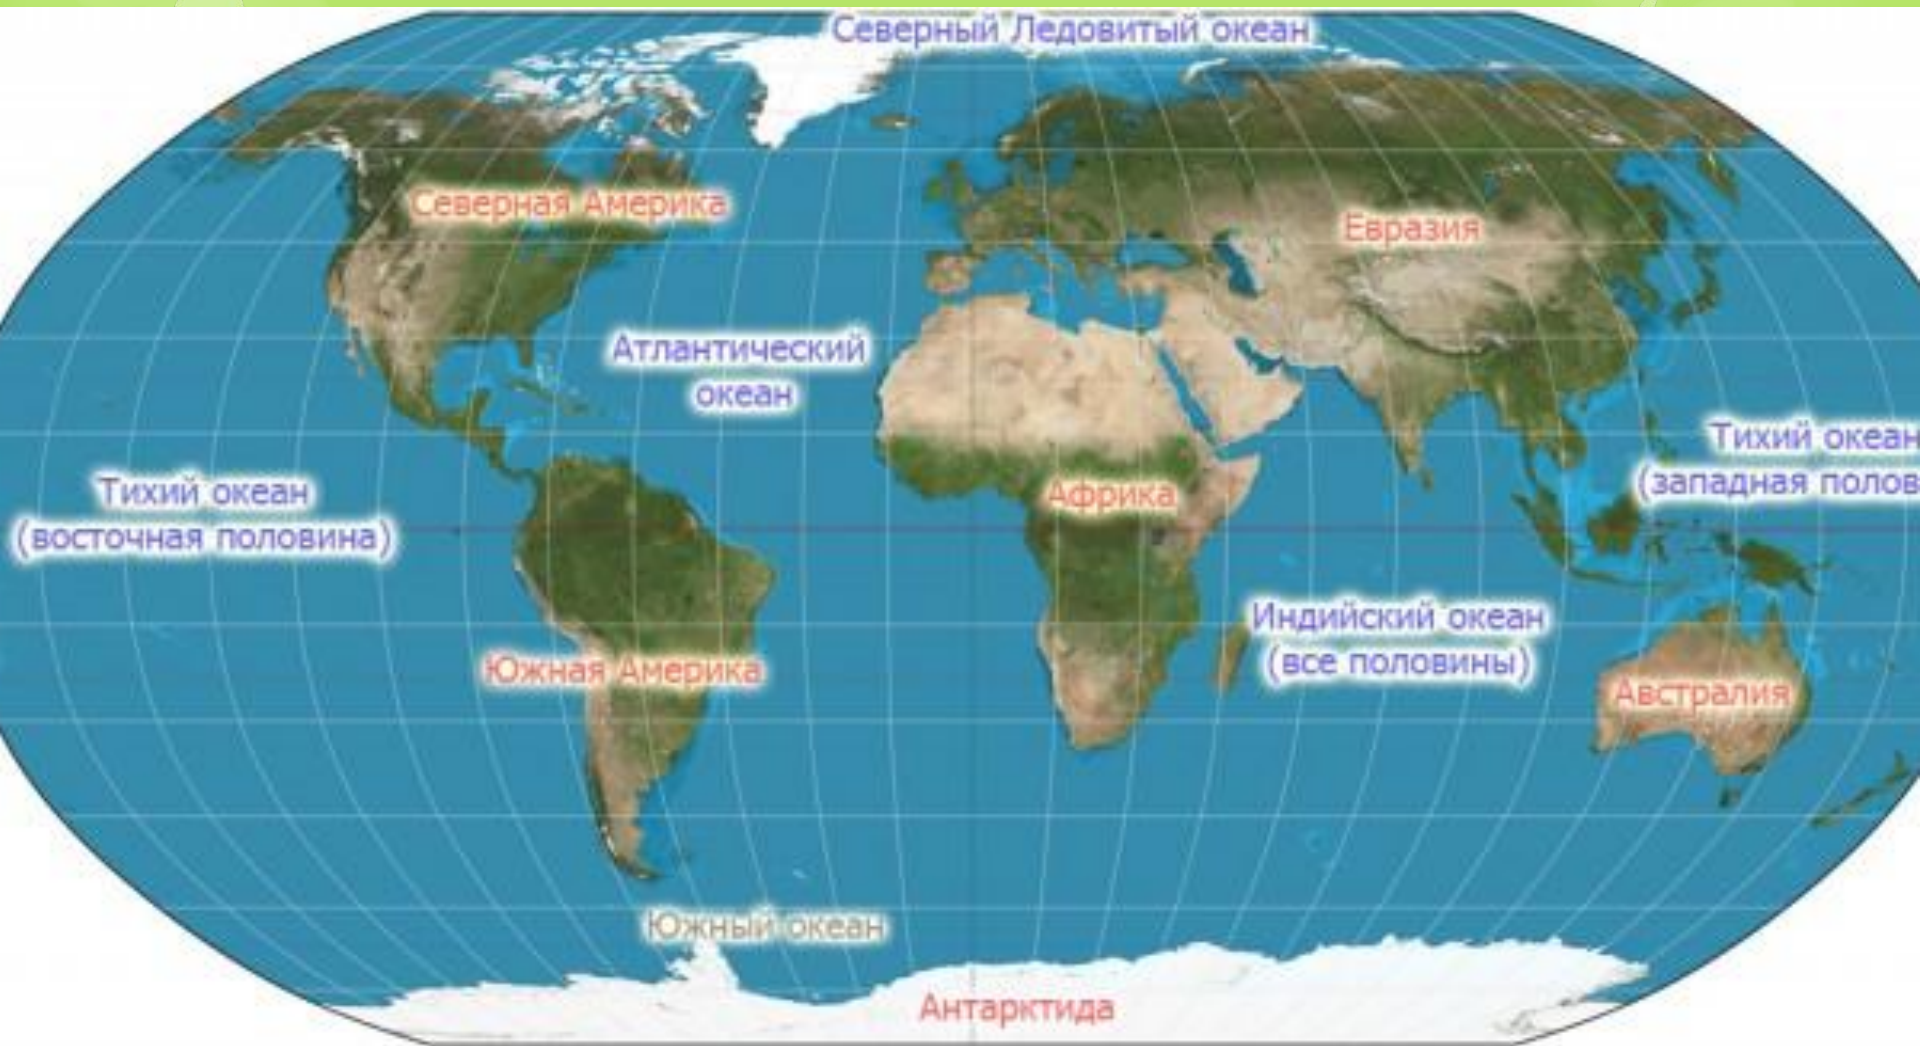 Северный Ледовитый океан
Северная Америка
Евразия
Атлантический
океан
Тихий океан
(западная полов
Тихий океан
(восточная половина)
Африка
Индийский океан
(все половины)
Южная Америка
Австралия
Южный океан
Антарктида